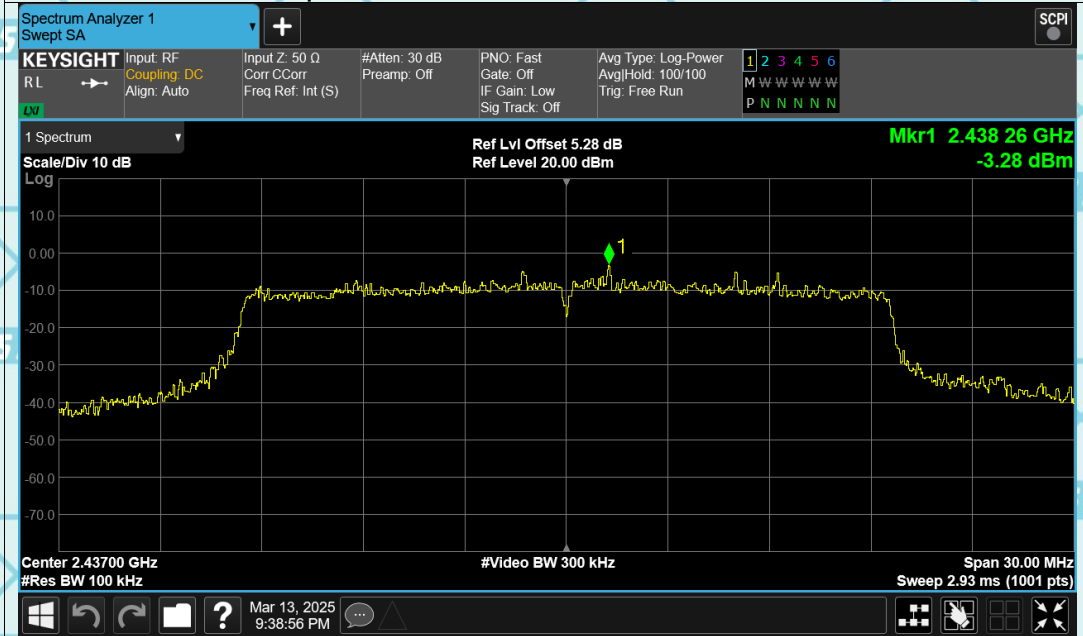 Spectrum Analyzer 1
Swept SA
+
SCPI
KEYSIGHT
RL
LXI
Input: RF
Coupling: DC
Align: Auto
Input Z: 50 Ω
Corr CCorr
Freq Ref: Int (S)
#Atten: 30 dB
Preamp: Off
PNO: Fast
Gate: Off
IF Gain: Low
Sig Track: Off
Avg Type: Log-Power
Avg|Hold: 100/100
Trig: Free Run
1 2 3 4 5 6
M W W W W W
P N N N N N
1 Spectrum
Scale/Div 10 dB
Log
Ref Lvl Offset 5.28 dB
Ref Level 20.00 dBm
Mkr1 2.438 26 GHz
-3.28 dBm
10.0
0.00
-10.0
-20.0
-30.0
-40.0
-50.0
-60.0
-70.0
1
Center 2.43700 GHz
#Res BW 100 kHz
#Video BW 300 kHz
Span 30.00 MHz
Sweep 2.93 ms (1001 pts)
?
Mar 13, 2025
9:38:56 PM